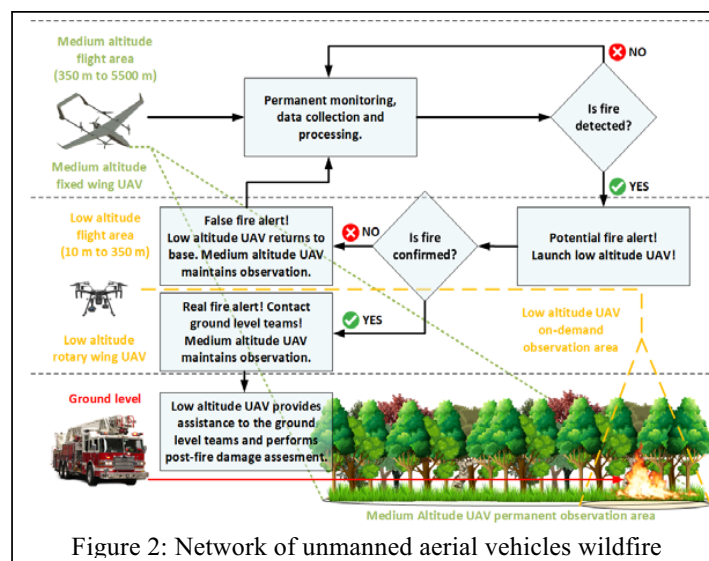 Medium altitude
flight area
(350 m to 5500 m)
Medium altitude
fixed wing UAV
Permanent monitoring,
data collection and
processing.
NO
Is fire
detected?
YES
Low altitude
flight area
(10 m to 350 m)
False fire alert!
Low altitude UAV returns to
base. Medium altitude UAV
maintains observation.
NO
Is fire
confirmed?
Potential fire alert!
Launch low altitude UAV!
Low altitude
rotary wing UAV
Real fire alert! Contact
ground level teams!
Medium altitude UAV
maintains observation.
YES
Low altitude UAV
on-demand
observation area
Ground level
Low altitude UAV provides
assistance to the ground
level teams and performs
post-fire damage assesment.
Medium Altitude UAV permanent observation area
Figure 2: Network of unmanned aerial vehicles wildfire